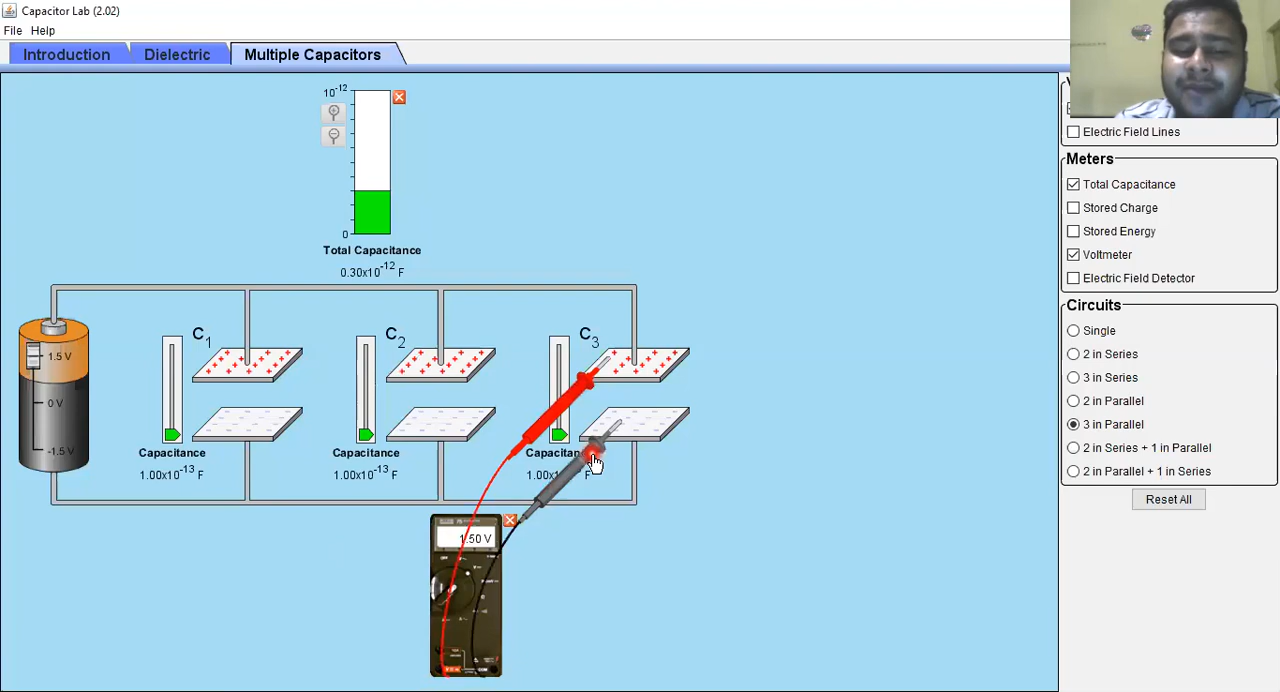 Capacitor Lab (2.02)
File Help
Introduction
Dielectric
Multiple Capacitors
10-12
0
Total Capacitance
0.30x10-12 F
1.5 V
0 V
-1.5 V
C1
C2
C3
Capacitance
1.00x10-13 F
Capacitance
1.00x10-13 F
1.00x1
F
1.50 V
Electric Field Lines
Meters
Total Capacitance
Stored Charge
Stored Energy
Voltmeter
Electric Field Detector
Circuits
Single
2 in Series
3 in Series
2 in Parallel
3 in Parallel
2 in Series + 1 in Parallel
2 in Parallel + 1 in Series
Reset All